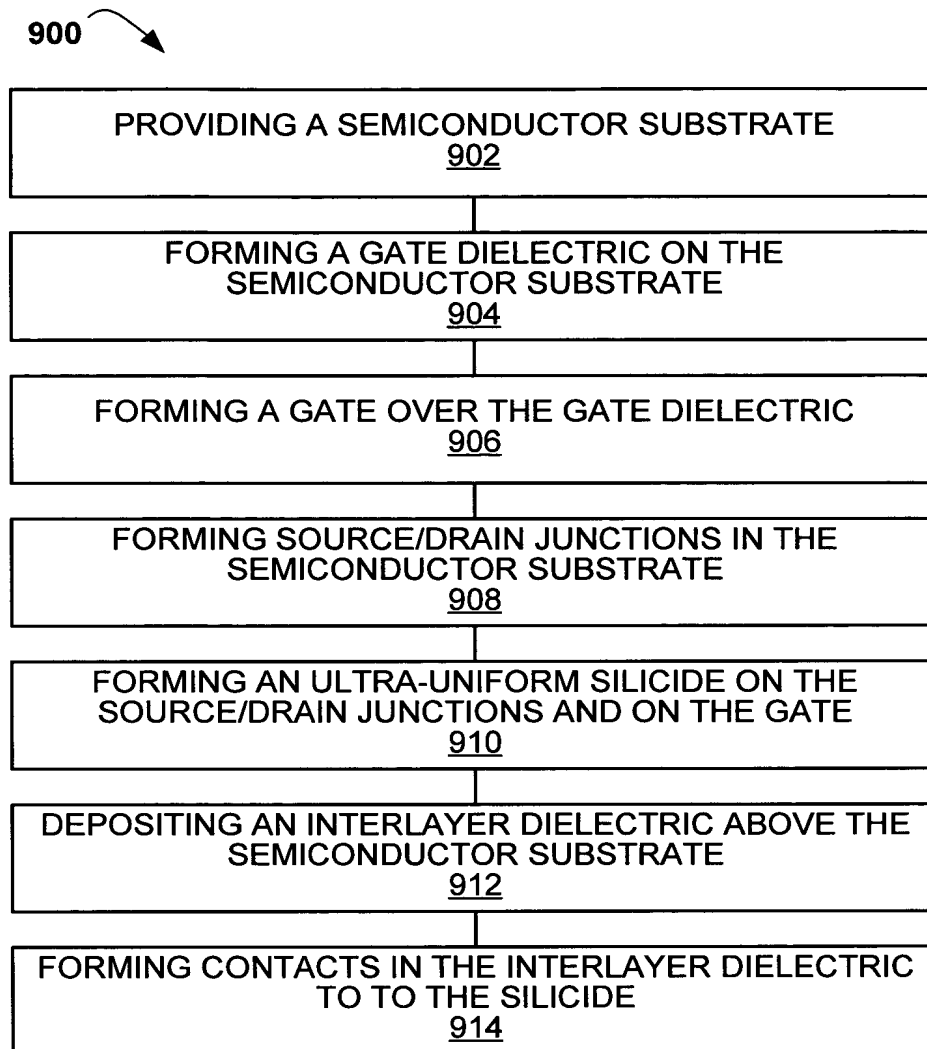 900
PROVIDING A SEMICONDUCTOR SUBSTRATE
902
FORMING A GATE DIELECTRIC ON THE
SEMICONDUCTOR SUBSTRATE
904
FORMING A GATE OVER THE GATE DIELECTRIC
906
FORMING SOURCE/DRAIN JUNCTIONS IN THE
SEMICONDUCTOR SUBSTRATE
908
FORMING AN ULTRA-UNIFORM SILICIDE ON THE
SOURCE/DRAIN JUNCTIONS AND ON THE GATE
910
DEPOSITING AN INTERLAYER DIELECTRIC ABOVE THE
SEMICONDUCTOR SUBSTRATE
912
FORMING CONTACTS IN THE INTERLAYER DIELECTRIC
TO TO THE SILICIDE
914